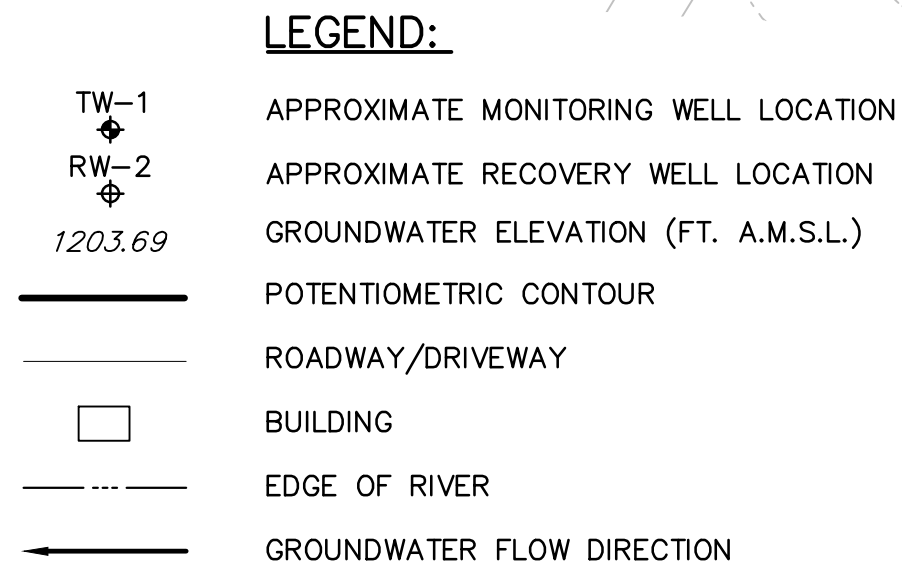 LEGEND:
TW-1 APPROXIMATE MONITORING WELL LOCATION
RW-2 APPROXIMATE RECOVERY WELL LOCATION
1203.69 GROUNDWATER ELEVATION (FT. A.M.S.L.)
POTENTIOMETRIC CONTOUR
ROADWAY/DRIVEWAY
BUILDING
EDGE OF RIVER
GROUNDWATER FLOW DIRECTION